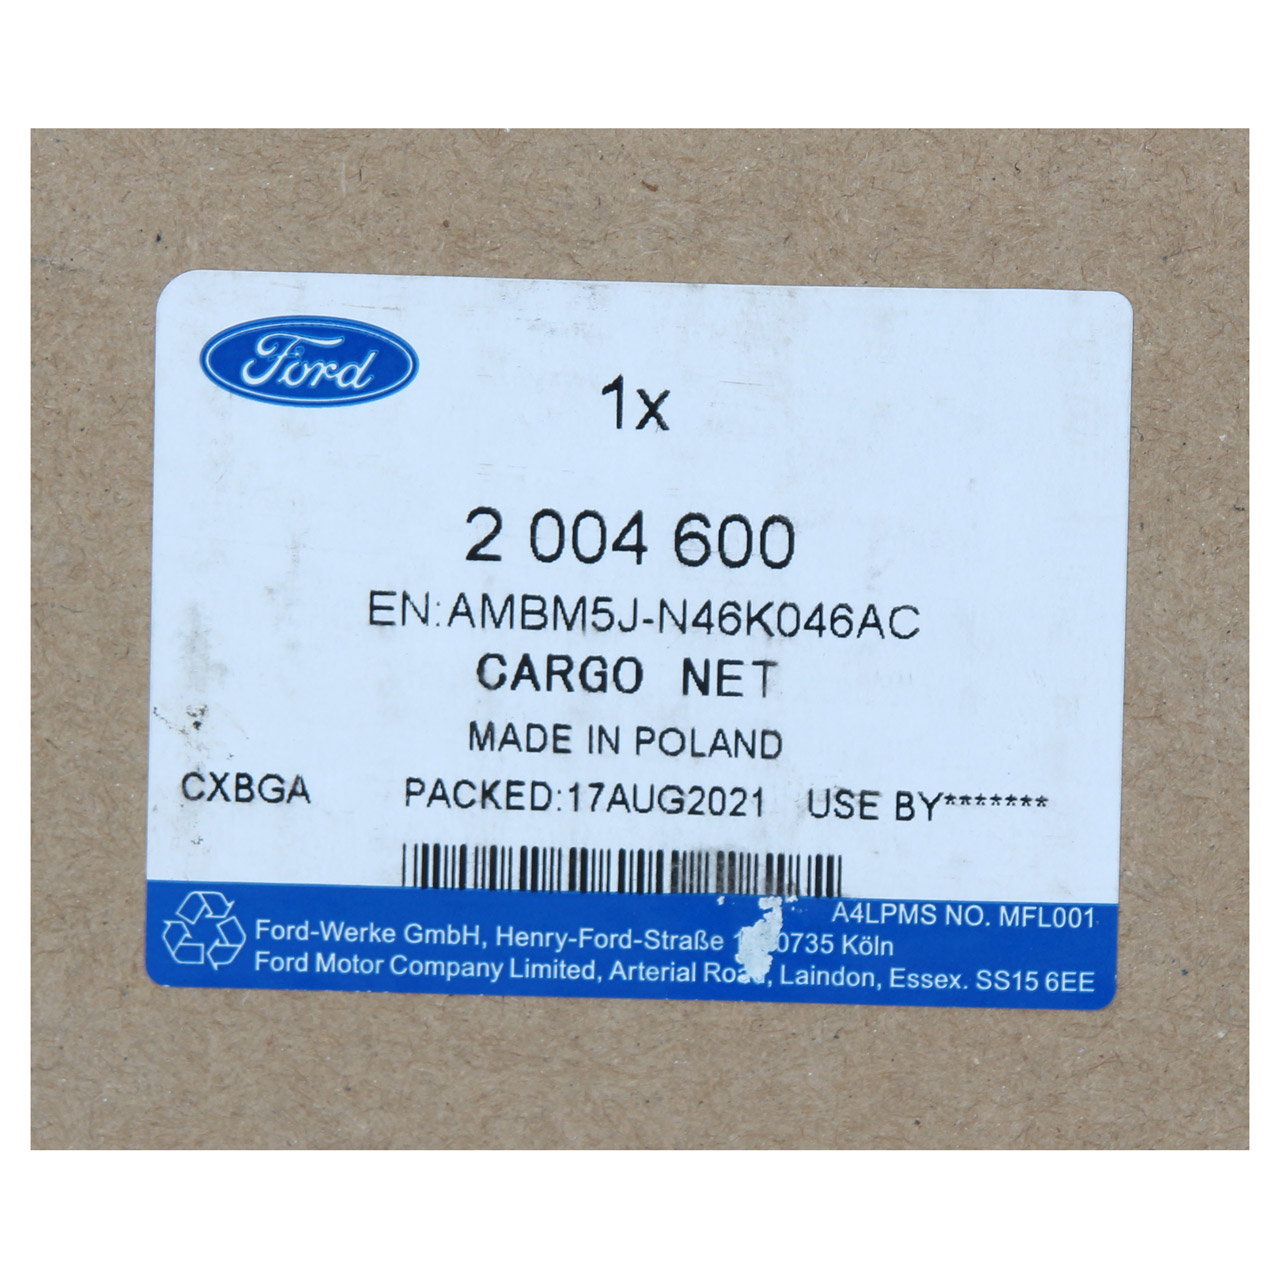 Ford
1x
2 004 600
EN:AMBM5J-N46K046AC
CARGO NET
MADE IN POLAND
CXBGA PACKED:17AUG2021 USE BY*******
A4LPMS NO. MFL001
Ford-Werke GmbH, Henry-Ford-Straße Köln
Ford Motor Company Limited, Arterial Road, Laindon, Essex. SS15 6EE